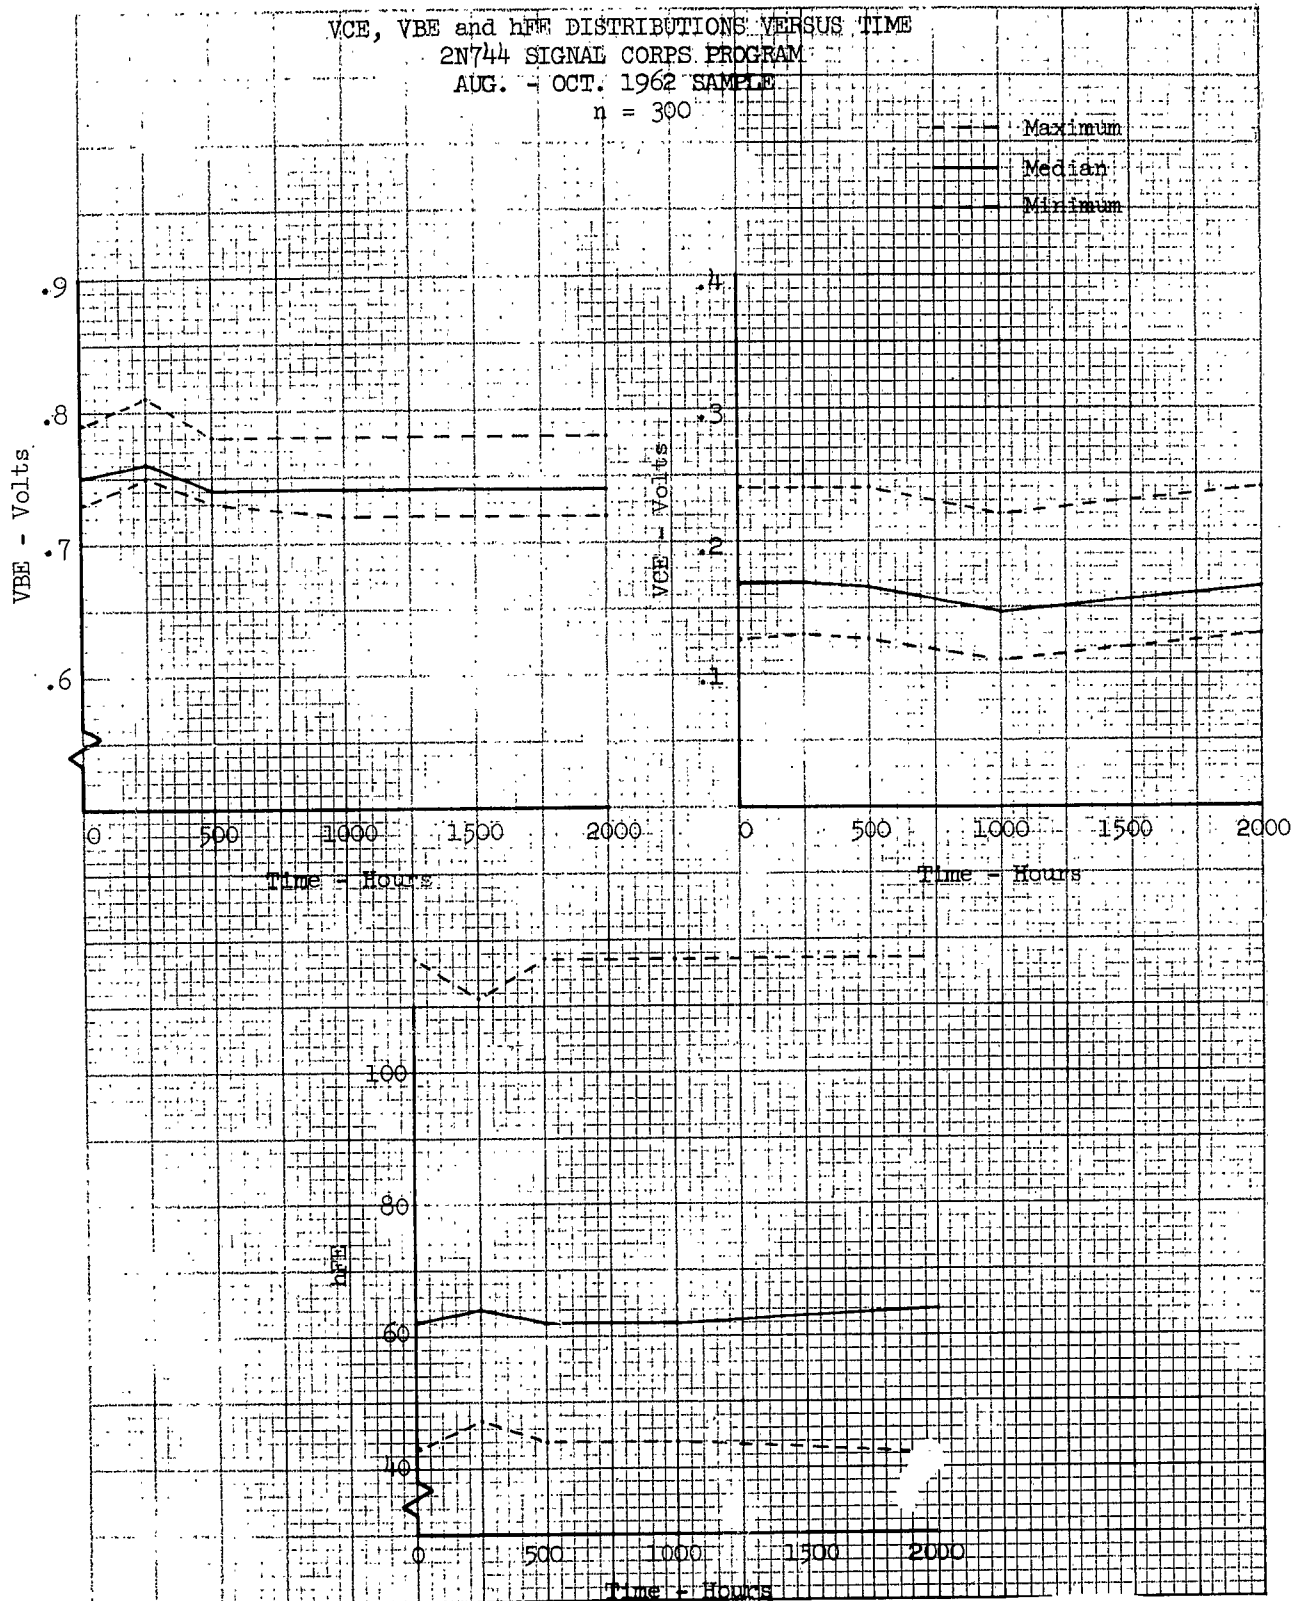 VCE, VBE and hFE DISTRIBUTIONS VERSUS TIME
2N744 SIGNAL CORPS PROGRAM
AUG. - OCT. 1962 SAMPLE
n = 300
Maximum
Median
Minimum
.9
.8
.7
.6
VBE - Volts
0 500 1000 1500 2000
Time - Hours
.4
.3
.2
.1
VCE - Volts
0 500 1000 1500 2000
Time - Hours
100
80
60
40
hFE
0 500 1000 1500 2000
Time - Hours